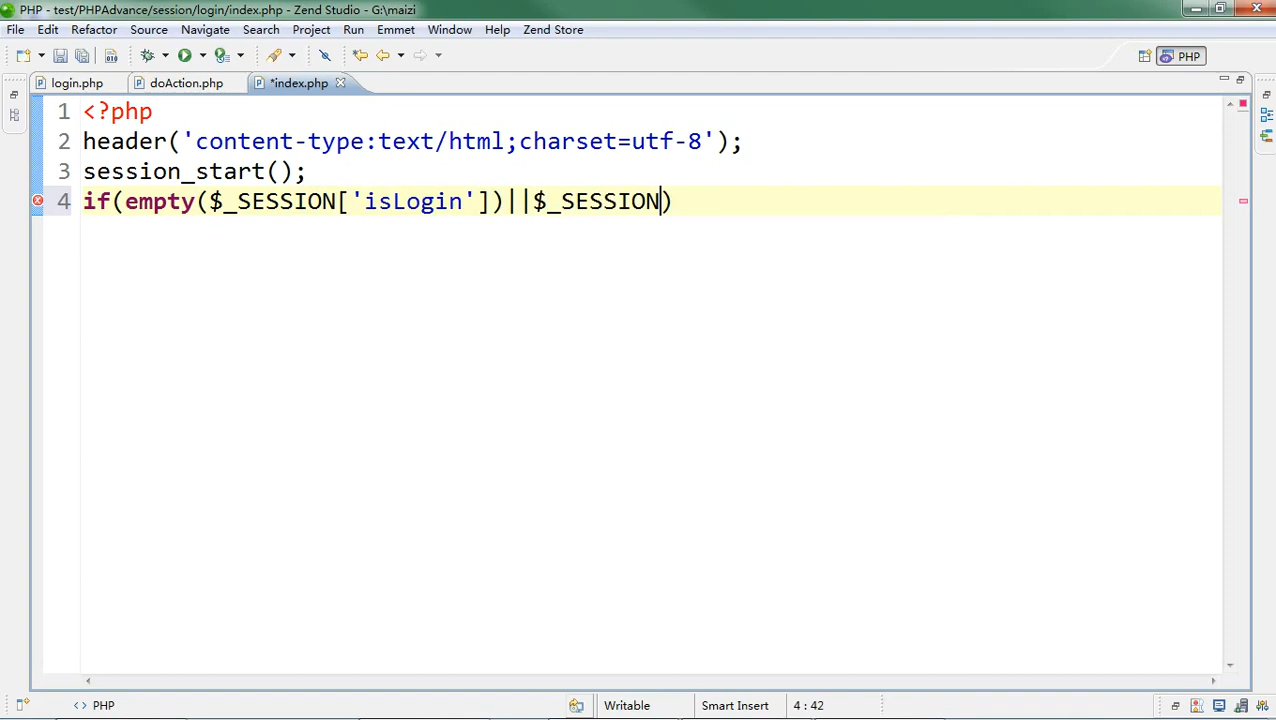 PHP - test/PHPAdvance/session/login/index.php - Zend Studio - G:\maizi
File Edit Refactor Source Navigate Search Project Run Emmet Window Help Zend Store
PHP
login.php doAction.php *index.php
1 <?php
2 header('content-type:text/html;charset=utf-8');
3 session_start();
4 if(empty($_SESSION['isLogin'])||$_SESSION)
<> PHP Writable Smart Insert 4 : 42